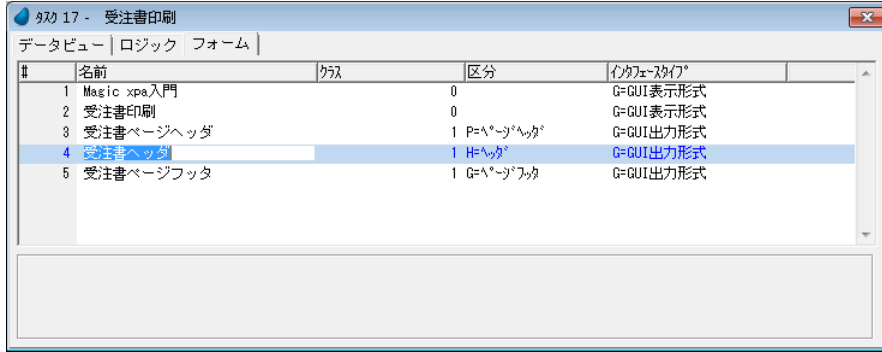 ﾀｽｸ 17 - 受注書印刷
データビュー ロジック フォーム
# 名前 ｸﾗｽ 区分 ｲﾝﾀﾌｪｰｽﾀｲﾌﾟ
1 Magic xpa入門 0 G=GUI表示形式
2 受注書印刷 0 G=GUI表示形式
3 受注書ページヘッダ 1 P=ﾍﾟｰｼﾞﾍｯﾀﾞ G=GUI出力形式
4 受注書ヘッダ 1 H=ﾍｯﾀﾞ G=GUI出力形式
5 受注書ページフッタ 1 G=ﾍﾟｰｼﾞﾌｯﾀ G=GUI出力形式